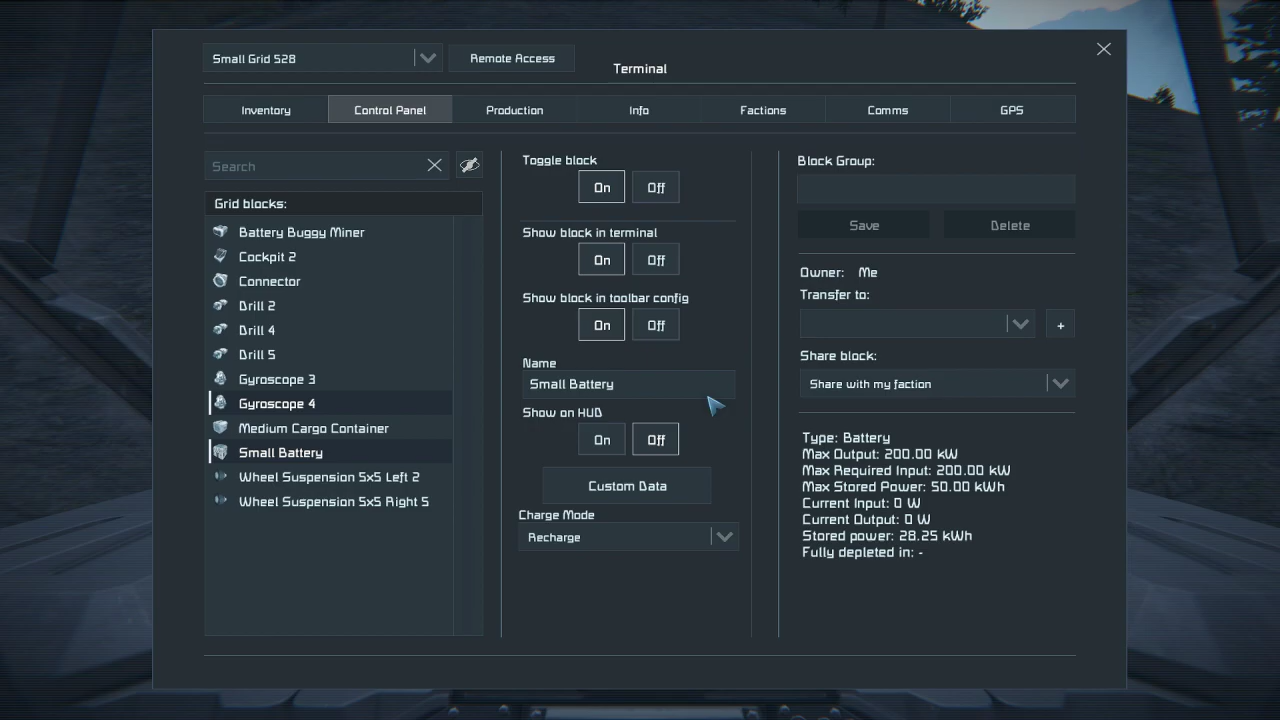 Small Grid 528
Remote Access
Terminal
Inventory
Control Panel
Production
Info
Factions
Comms
GPS
Search
Grid blocks:
Battery Buggy Miner
Cockpit 2
Connector
Drill 2
Drill 4
Drill 5
Gyroscope 3
Gyroscope 4
Medium Cargo Container
Small Battery
Wheel Suspension 5x5 Left 2
Wheel Suspension 5x5 Right 5
Toggle block
On Off
Show block in terminal
On Off
Show block in toolbar config
On Off
Name
Small Battery
Show on HUD
On Off
Custom Data
Charge Mode
Recharge
Block Group:
Save Delete
Owner: Me
Transfer to:
+
Share block:
Share with my faction
Type: Battery
Max Output: 200.00 kW
Max Required Input: 200.00 kW
Max Stored Power: 50.00 kWh
Current Input: 0 W
Current Output: 0 W
Stored power: 28.25 kWh
Fully depleted in: -